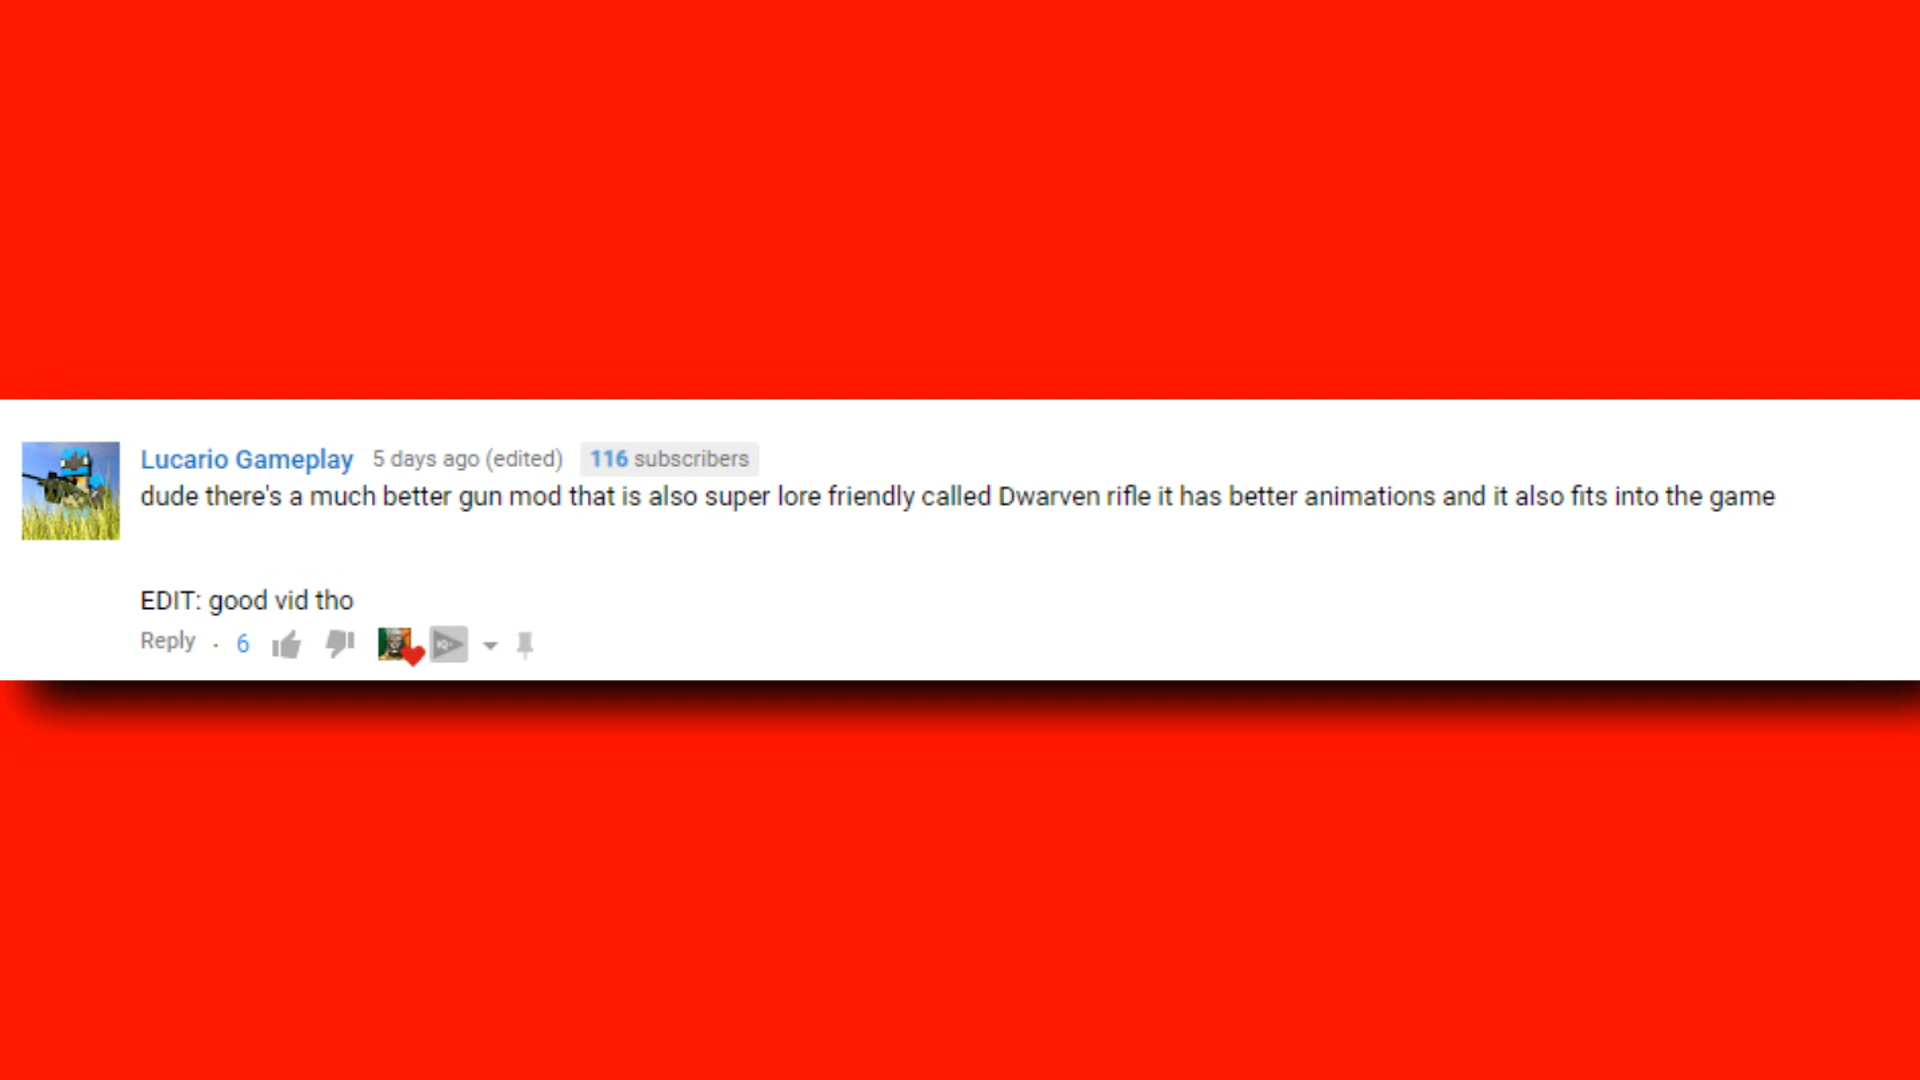 Lucario Gameplay 5 days ago (edited) 116 subscribers
dude there's a much better gun mod that is also super lore friendly called Dwarven rifle it has better animations and it also fits into the game
EDIT: good vid tho
Reply · 6